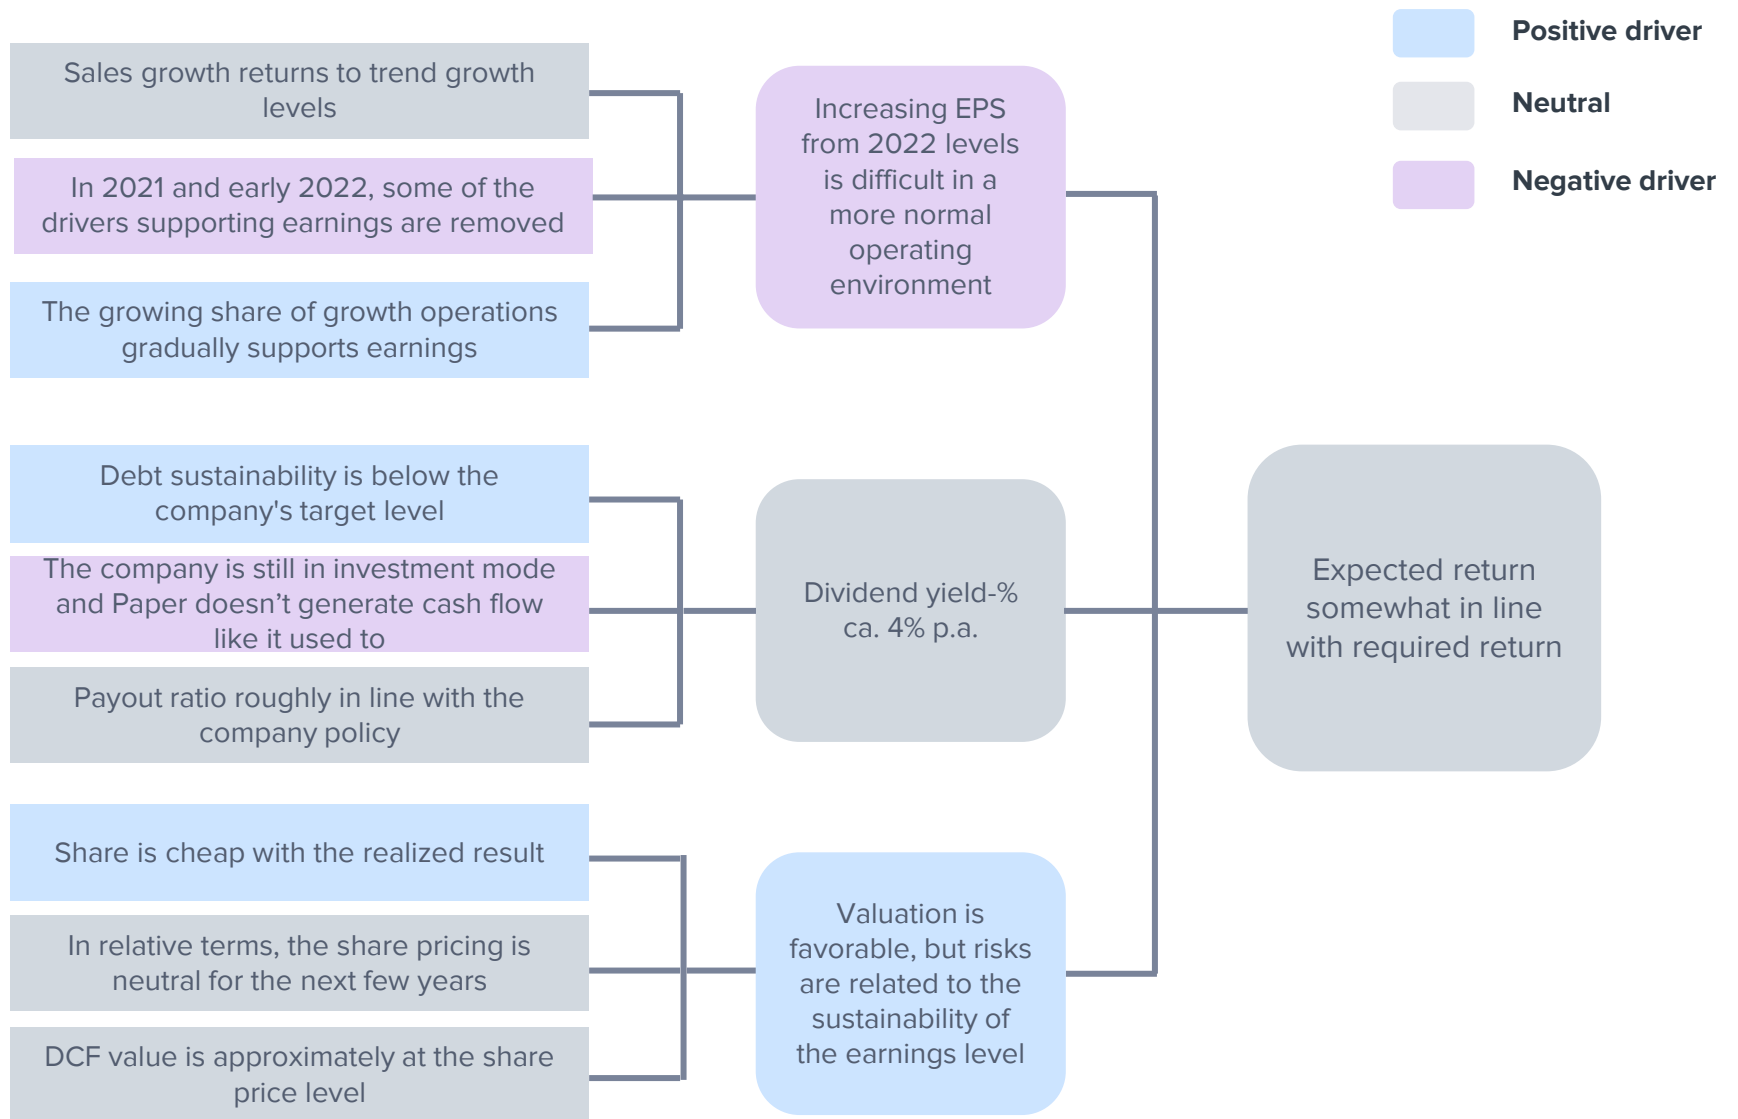 Sales growth returns to trend growth
levels
In 2021 and early 2022, some of the
drivers supporting earnings are removed
The growing share of growth operations
gradually supports earnings
Increasing EPS
from 2022 levels
is difficult in a
more normal
operating
environment
Positive driver
Neutral
Negative driver
Debt sustainability is below the
company's target level
The company is still in investment mode
and Paper doesn’t generate cash flow
like it used to
Payout ratio roughly in line with the
company policy
Dividend yield-%
ca. 4% p.a.
Expected return
somewhat in line
with required return
Share is cheap with the realized result
In relative terms, the share pricing is
neutral for the next few years
DCF value is approximately at the share
price level
Valuation is
favorable, but risks
are related to the
sustainability of
the earnings level